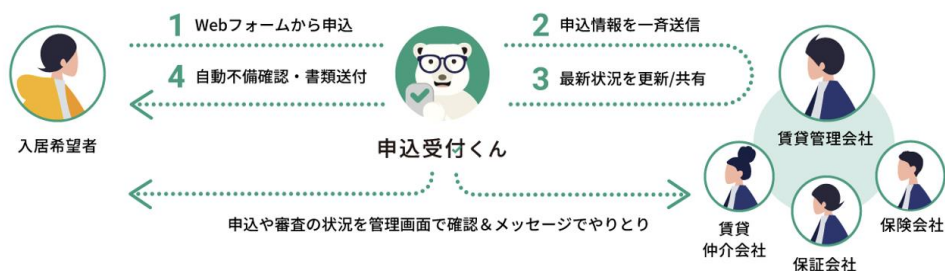 1 Webフォームから申込
2 申込情報を一斉送信
4 自動不備確認・書類送付
3 最新状況を更新/共有
入居希望者
申込受付くん
賃貸管理会社
申込や審査の状況を管理画面で確認&メッセージでやりとり
賃貸
仲介会社
保証会社
保険会社